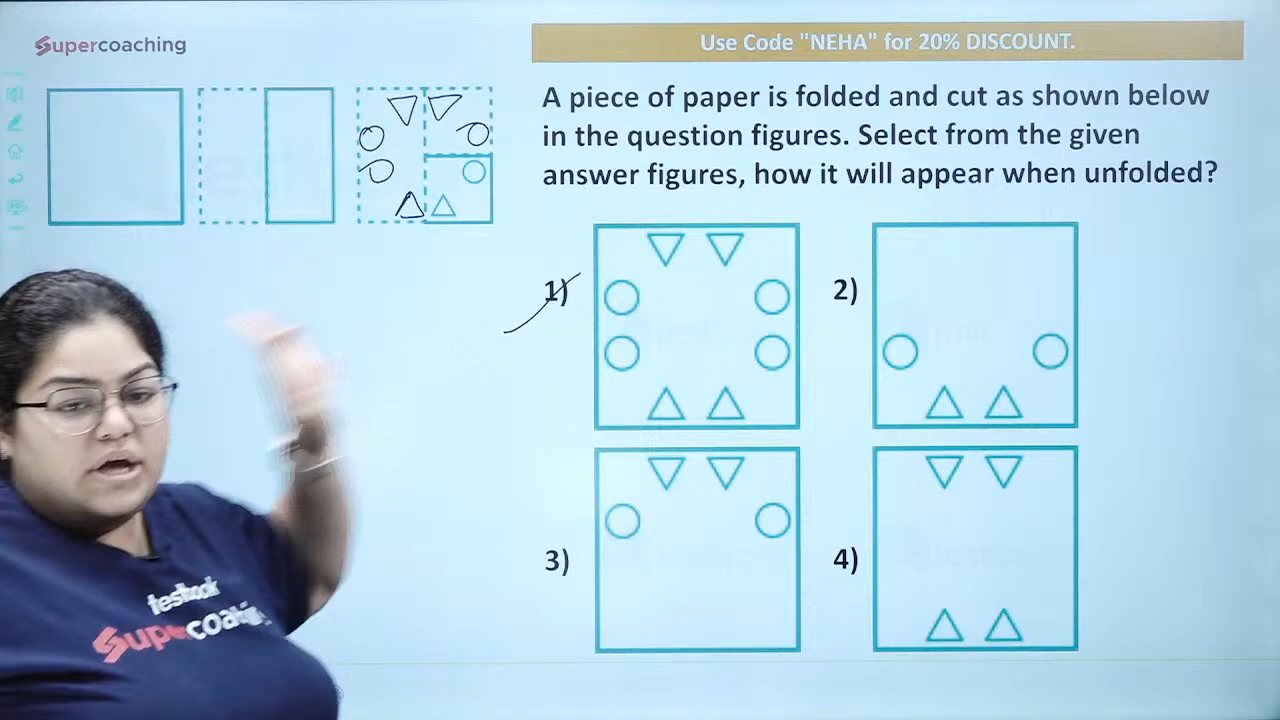 Supercoaching
Use Code "NEHA" for 20% DISCOUNT.
A piece of paper is folded and cut as shown below
in the question figures. Select from the given
answer figures, how it will appear when unfolded?
1)
2)
3)
4)
testbook
Supercoaching